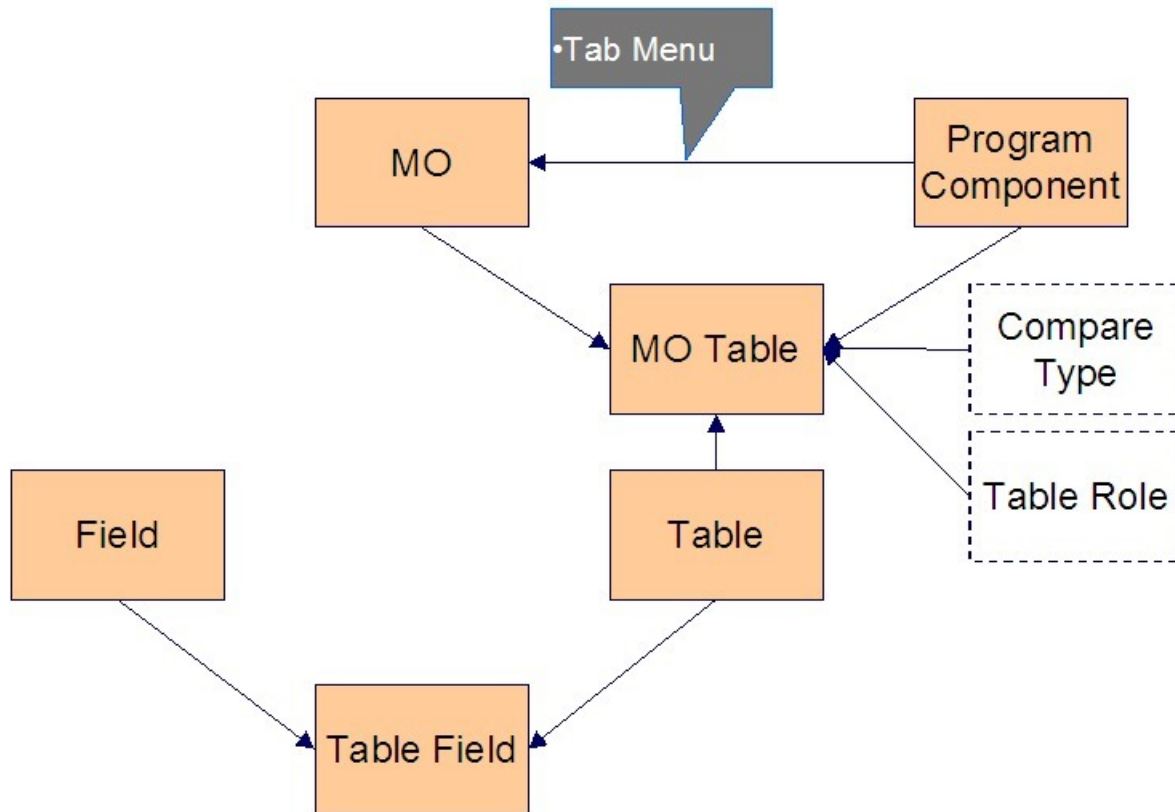 •Tab Menu
MO
Program
Component
MO Table
Compare
Type
Table Role
Field
Table
Table Field